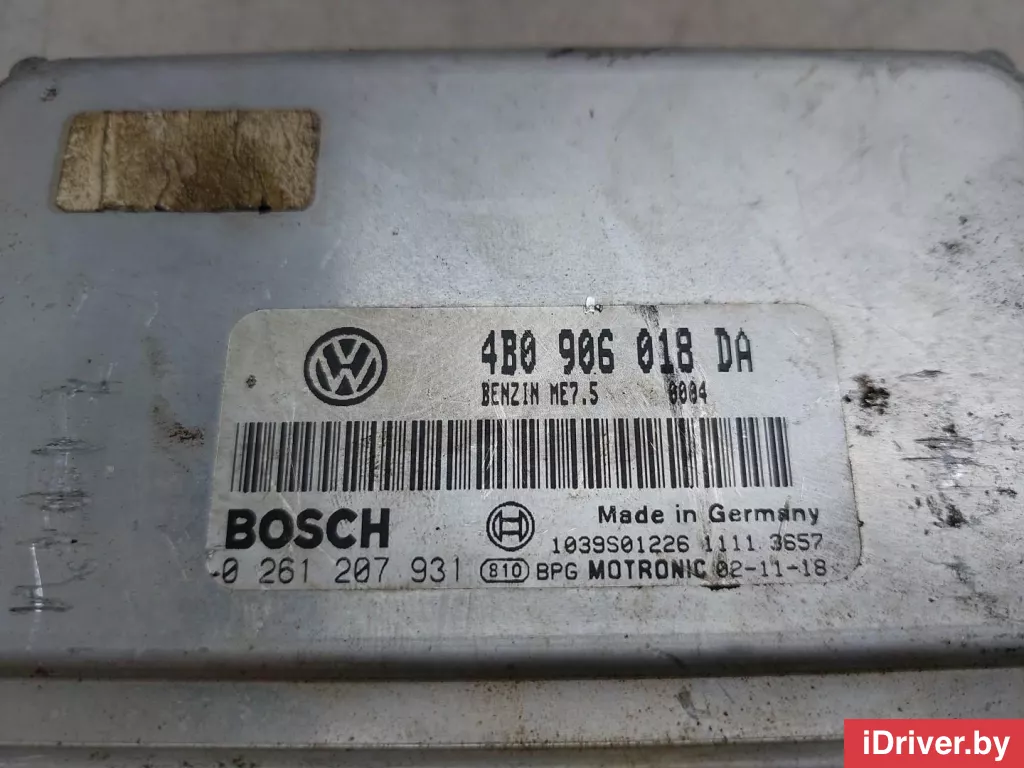 4B0 906 018 DA
BENZIN ME7.5 0004
BOSCH
Made in Germany
1039S01226 1111 3657
0 261 207 931 810 BPG MOTRONIC 02-11-18
iDriver.by